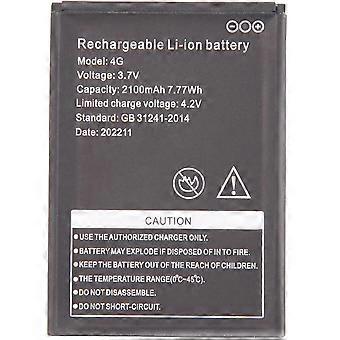 Rechargeable Li-ion battery
Model: 4G
Voltage: 3.7V
Capacity: 2100mAh 7.77Wh
Limited charge voltage: 4.2V
Standard: GB 31241-2014
Date: 202211
CAUTION
●USE THE AUTHORIZED CHARGER ONLY.
●BATTERY MAY EXPLODE IF DISPOSED OF IN TO FIRE.
●KEEP THE BATTERY OUT OF THE REACH OF CHILDREN.
●THE TEMPERATURE RANGE(0°~45℃).
●DO NOT DISASSEMBLE.
●DO NOT SHORT-CIRCUIT.